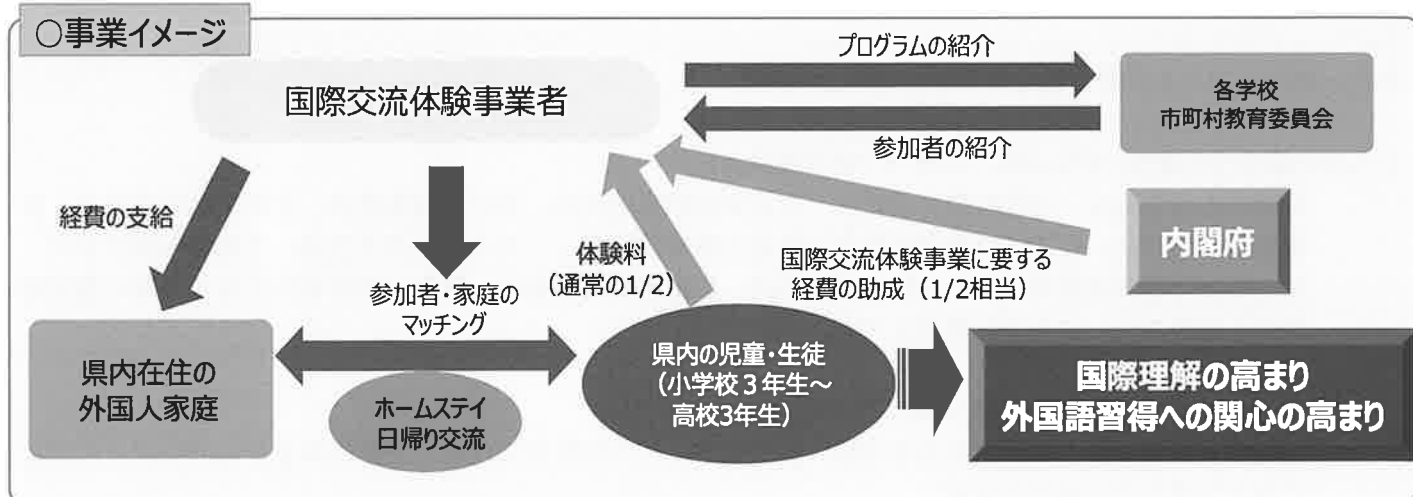 ○事業イメージ
国際交流体験事業者
プログラムの紹介
参加者の紹介
各学校
市町村教育委員会
経費の支給
参加者・家庭の
マッチング
体験料
(通常の1/2)
国際交流体験事業に要する
経費の助成（1/2相当）
内閣府
県内在住の
外国人家庭
ホームステイ
日帰り交流
県内の児童・生徒
（小学校３年生～
高校3年生）
国際理解の高まり
外国語習得への関心の高まり